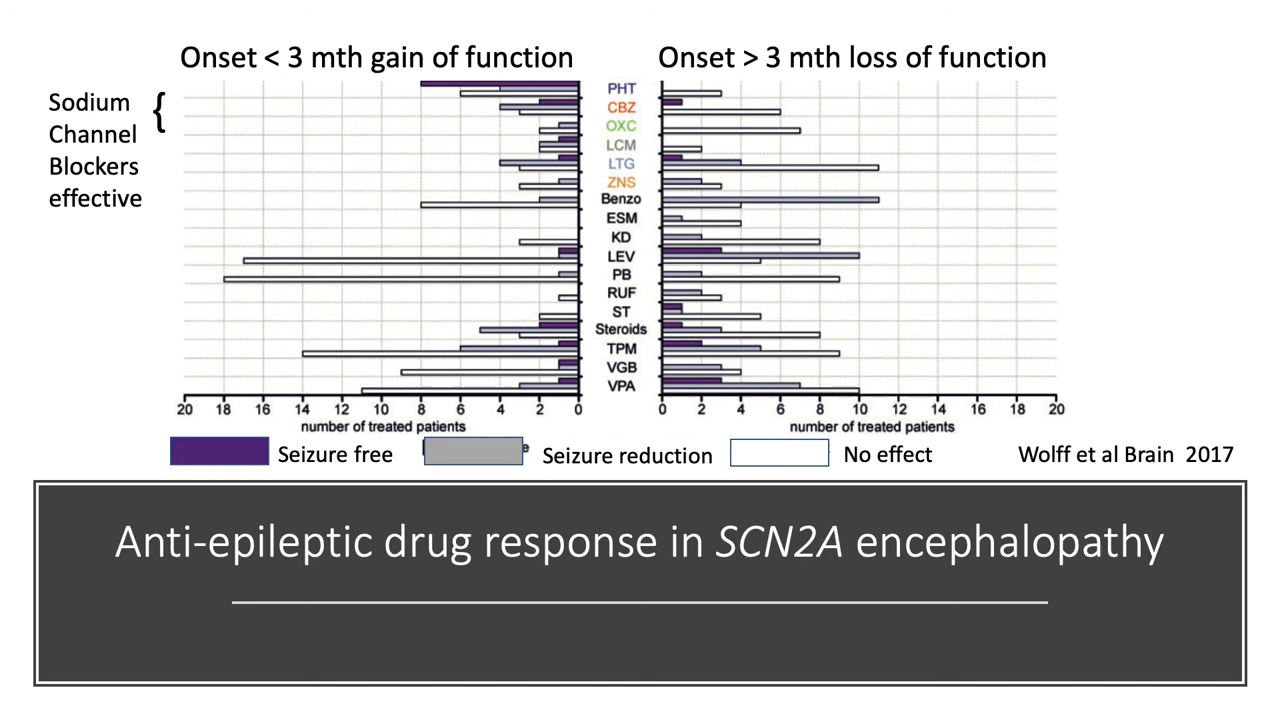 Onset < 3 mth gain of function
Onset > 3 mth loss of function
Sodium
Channel
Blockers
effective
{
PHT
CBZ
OXC
LCM
LTG
ZNS
Benzo
ESM
KD
LEV
PB
RUF
ST
Steroids
TPM
VGB
VPA
20 18 16 14 12 10 8 6 4 2 0
0 2 4 6 8 10 12 14 16 18 20
number of treated patients
number of treated patients
Seizure free
Seizure reduction
No effect
Wolff et al Brain 2017
Anti-epileptic drug response in SCN2A encephalopathy